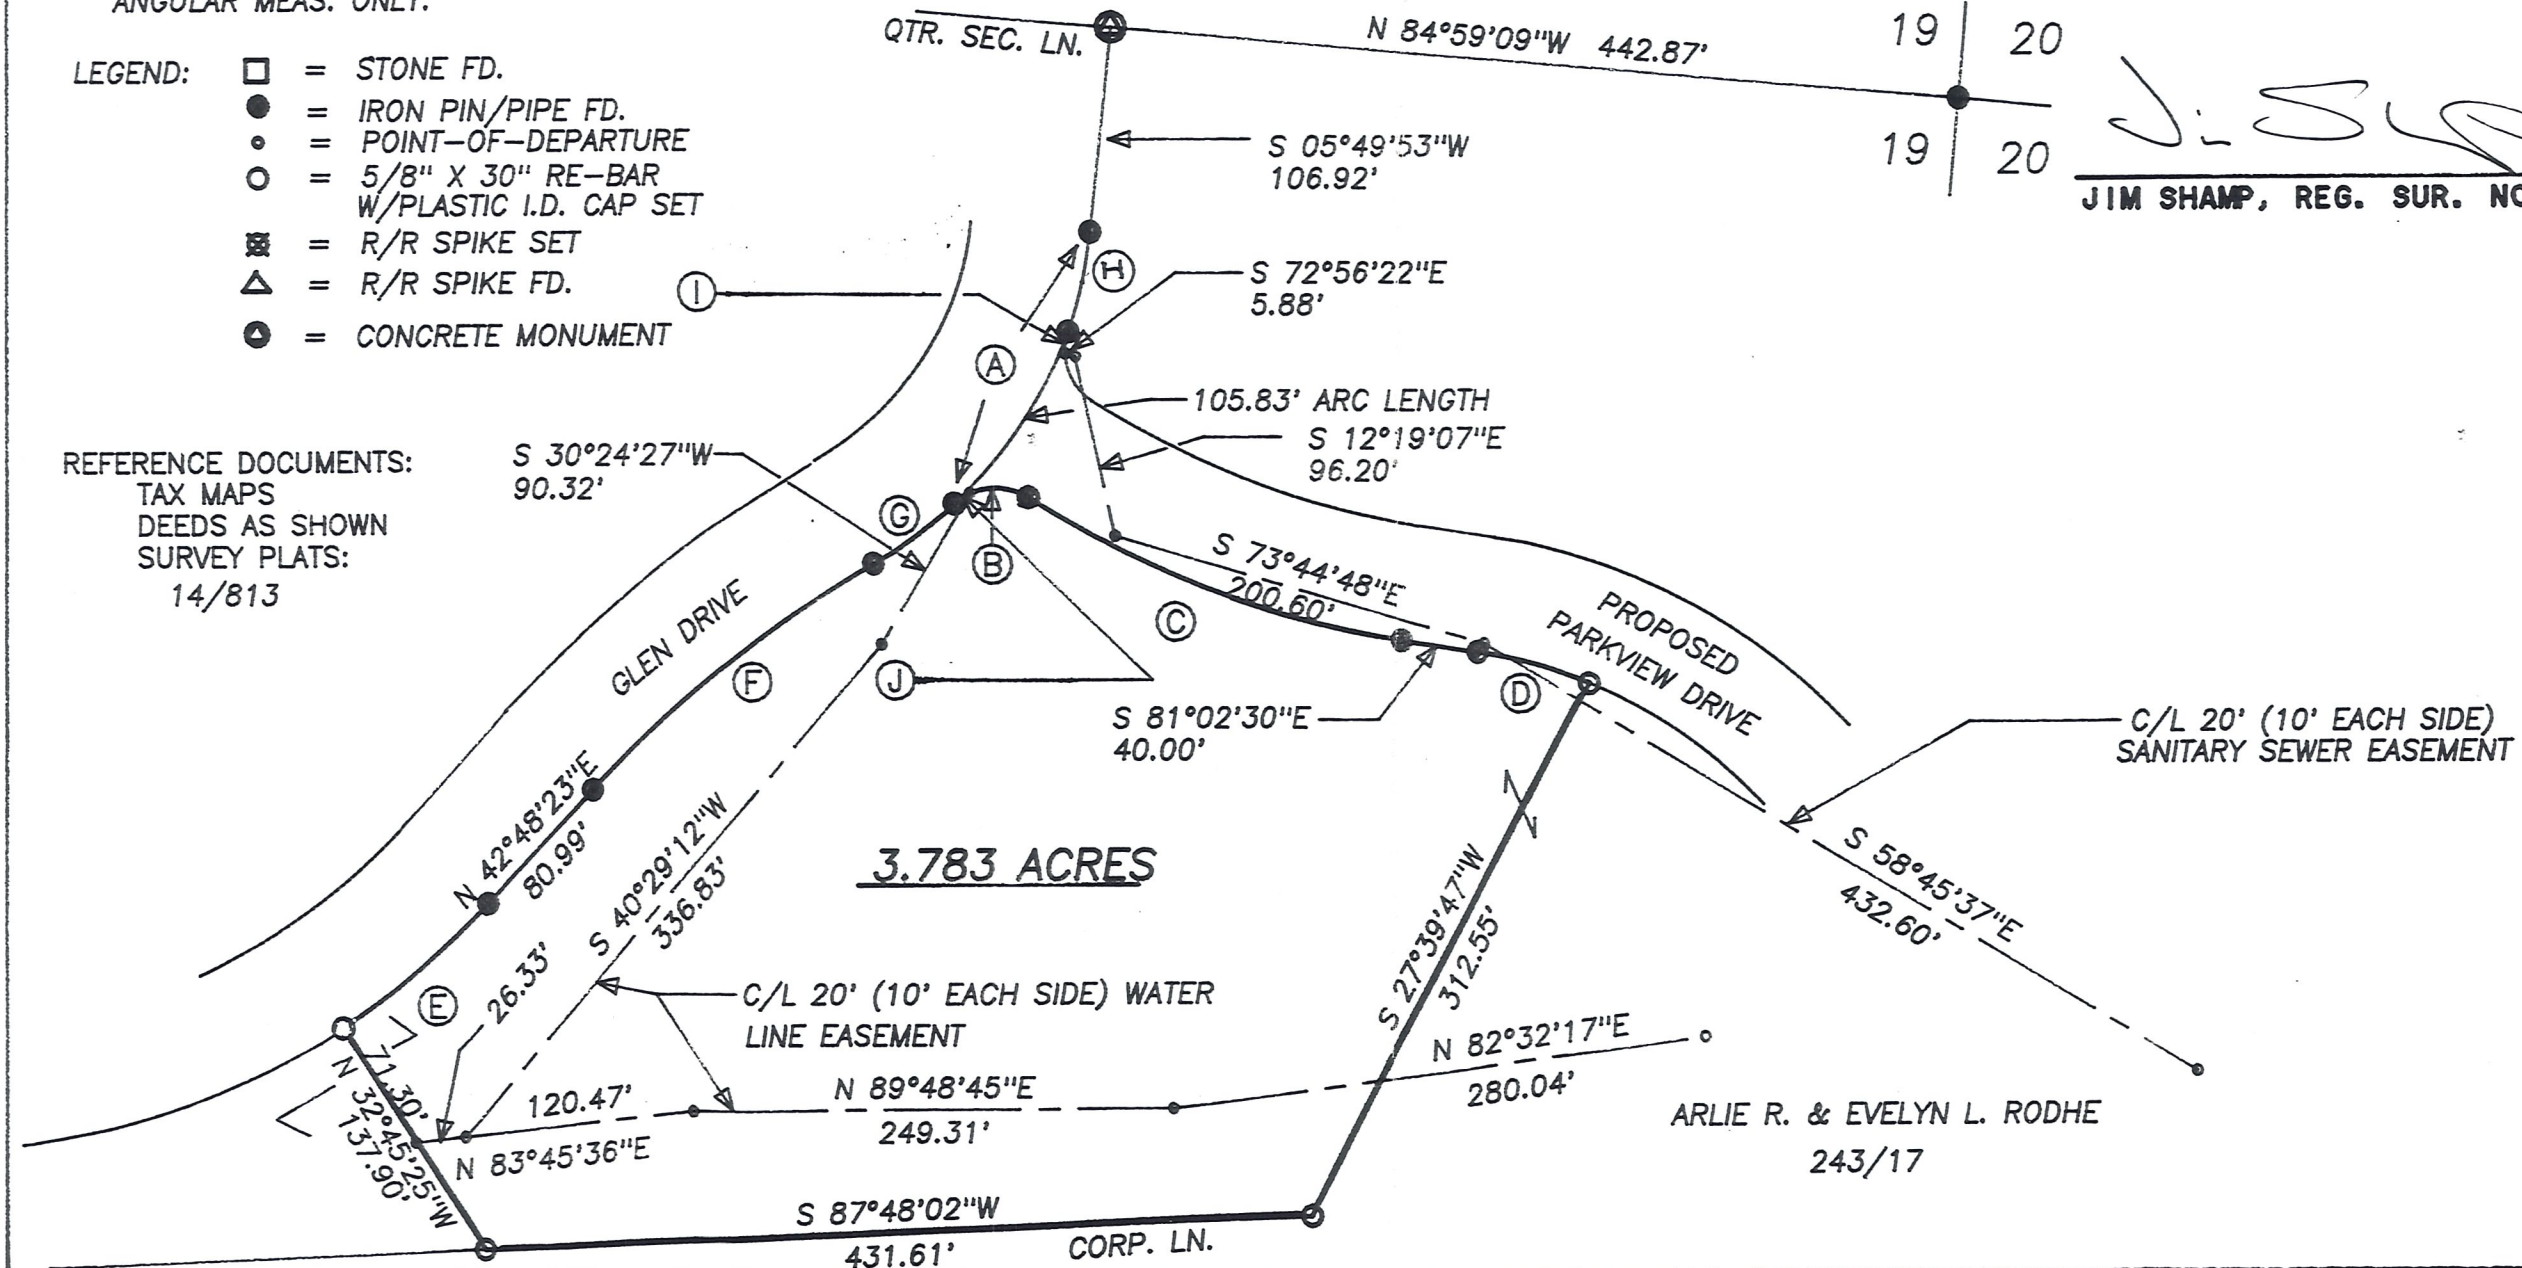 ANGULAR MEAS. ONLY.
LEGEND:
= STONE FD.
= IRON PIN/PIPE FD.
= POINT-OF-DEPARTURE
= 5/8" X 30" RE-BAR
W/PLASTIC I.D. CAP SET
= R/R SPIKE SET
= R/R SPIKE FD.
= CONCRETE MONUMENT
REFERENCE DOCUMENTS:
TAX MAPS
DEEDS AS SHOWN
SURVEY PLATS:
14/813
QTR. SEC. LN.
N 84°59'09"W 442.87'
19 20
19 20
JIM SHAMP, REG. SUR.
S 05°49'53"W
106.92'
H
S 72°56'22"E
5.88'
I
A
105.83' ARC LENGTH
S 12°19'07"E
96.20'
S 30°24'27"W
90.32'
G
B
S 73°44'48"E
200.60'
C
PROPOSED
PARKVIEW DRIVE
GLEN DRIVE
F
J
D
S 81°02'30"E
40.00'
C/L 20' (10' EACH SIDE)
SANITARY SEWER EASEMENT
N 42°48'23"E
80.99'
S 40°29'12"W
336.83'
3.783 ACRES
S 58°45'37"E
432.60'
S 27°39'47"W
312.55'
E
26.33'
C/L 20' (10' EACH SIDE) WATER
LINE EASEMENT
N 82°32'17"E
280.04'
71.30'
N 32°45'25"W
137.90'
120.47'
N 83°45'36"E
N 89°48'45"E
249.31'
ARLIE R. & EVELYN L. RODHE
243/17
S 87°48'02"W
431.61'
CORP. LN.